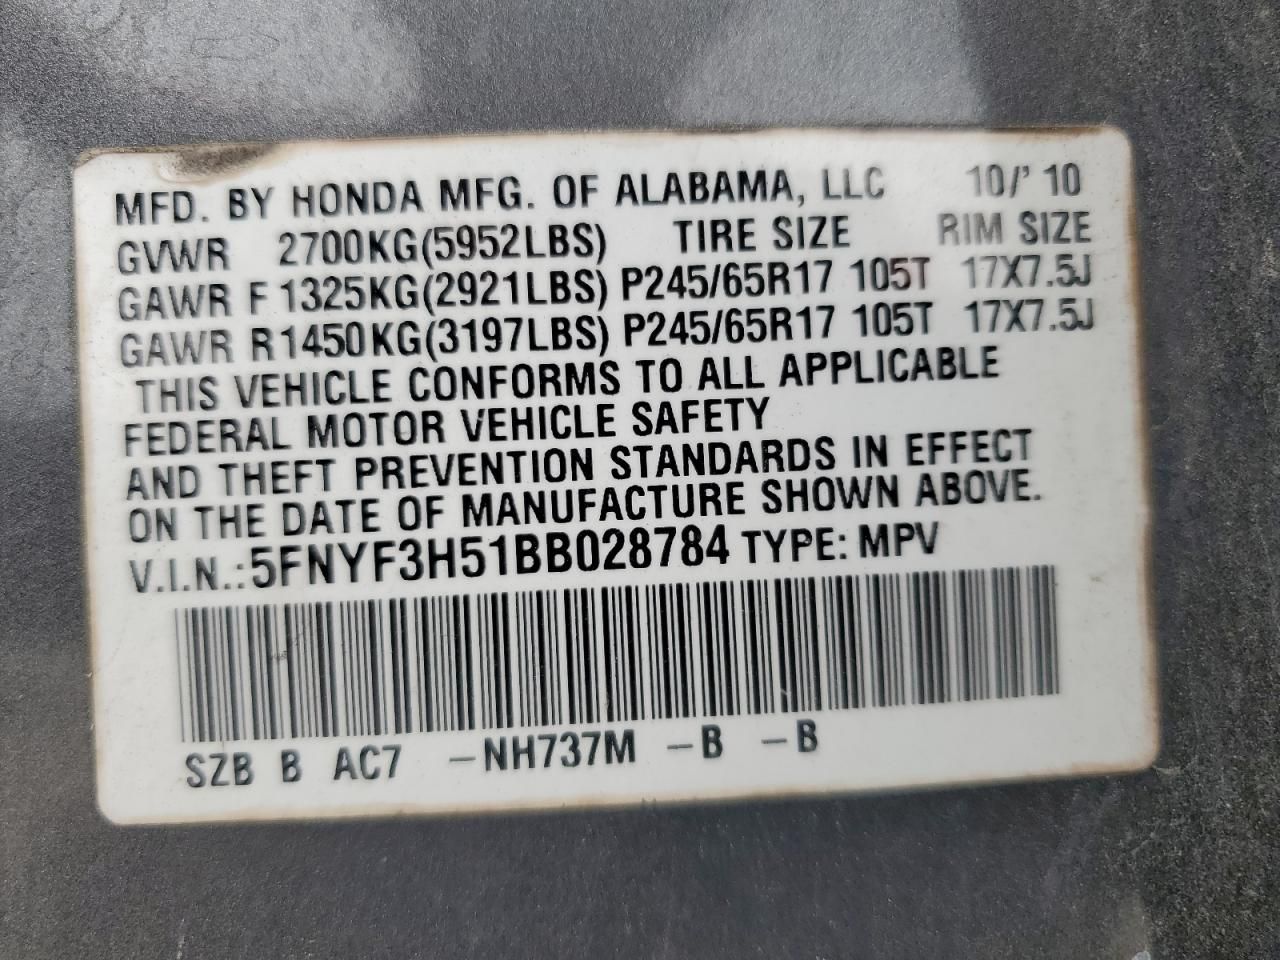 MFD. BY HONDA MFG. OF ALABAMA, LLC 10/'10
GVWR 2700KG(5952LBS) TIRE SIZE RIM SIZE
GAWR F 1325KG(2921LBS) P245/65R17 105T 17X7.5J
GAWR R 1450KG(3197LBS) P245/65R17 105T 17X7.5J
THIS VEHICLE CONFORMS TO ALL APPLICABLE
FEDERAL MOTOR VEHICLE SAFETY
AND THEFT PREVENTION STANDARDS IN EFFECT
ON THE DATE OF MANUFACTURE SHOWN ABOVE.
V.I.N.:5FNYF3H51BB028784 TYPE: MPV
SZB B AC7 -NH737M -B -B